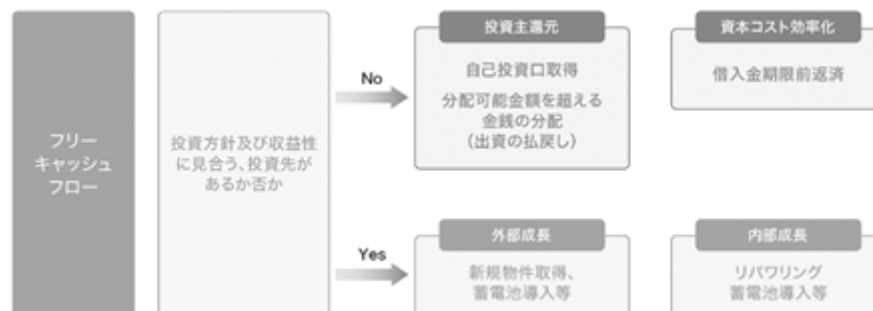 フリー
キャッシュ
フロー
投資方針及び収益性
に見合う、投資先が
あるか否か
No
投資主還元
自己投資口取得
分配可能金額を超える
金銭の分配
（出資の払戻し）
資本コスト効率化
借入金期限前返済
Yes
外部成長
新規物件取得、
蓄電池導入等
内部成長
リパワリング
蓄電池導入等